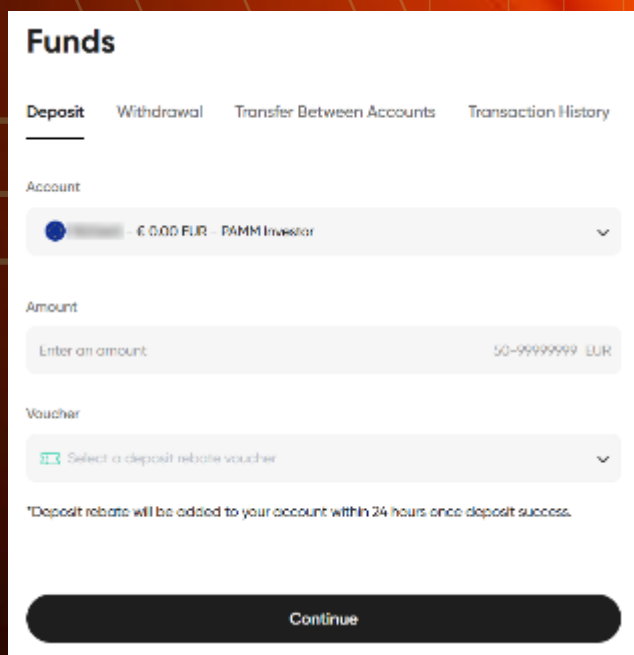 Funds
Deposit Withdrawal Transfer Between Accounts Transaction History
Account
- € 0.00 EUR - PAMM Investor
Amount
Enter an amount 50-99999999 EUR
Voucher
Select a deposit rebate voucher
*Deposit rebate will be added to your account within 24 hours once deposit success.
Continue